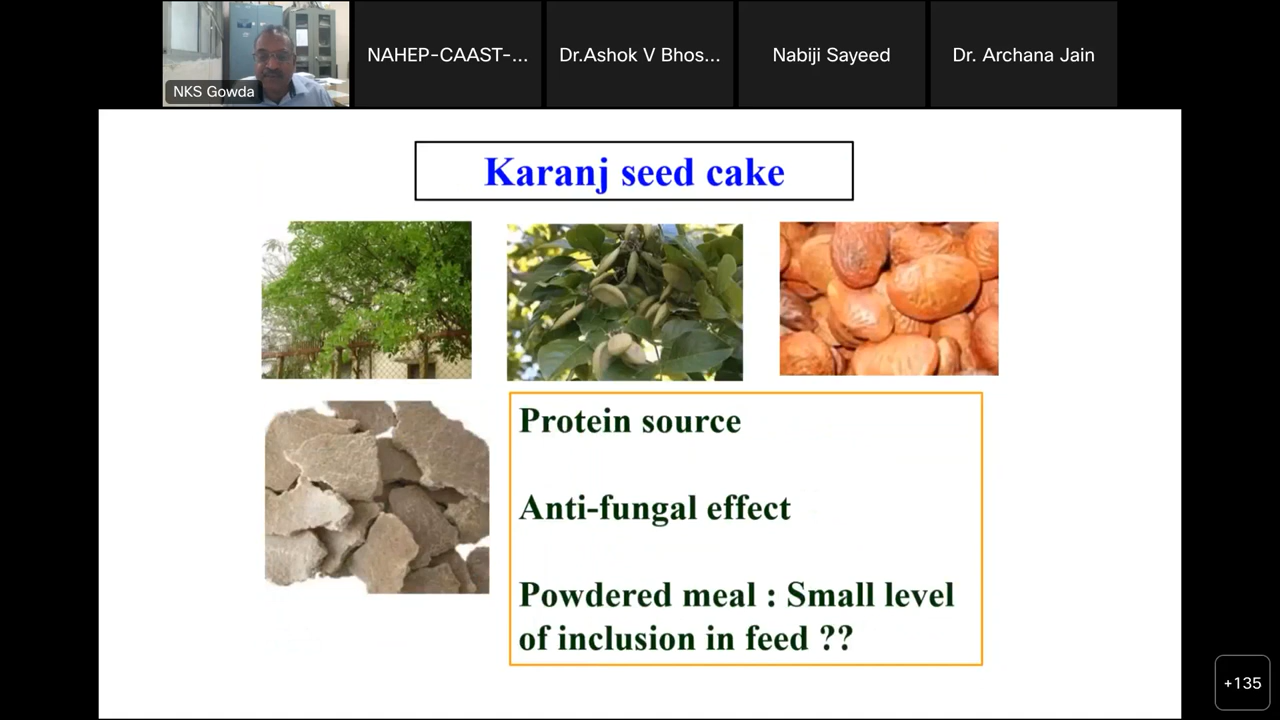 NKS Gowda
NAHEP-CAAST-...
Dr.Ashok V Bhos...
Nabiji Sayeed
Dr. Archana Jain
Karanj seed cake
Protein source
Anti-fungal effect
Powdered meal : Small level
of inclusion in feed ??
+135